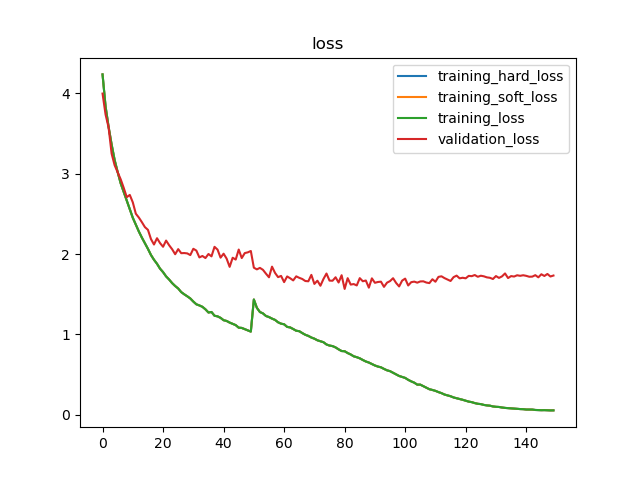 loss
training_hard_loss
training_soft_loss
training_loss
validation_loss
4
3
2
1
0
0 20 40 60 80 100 120 140